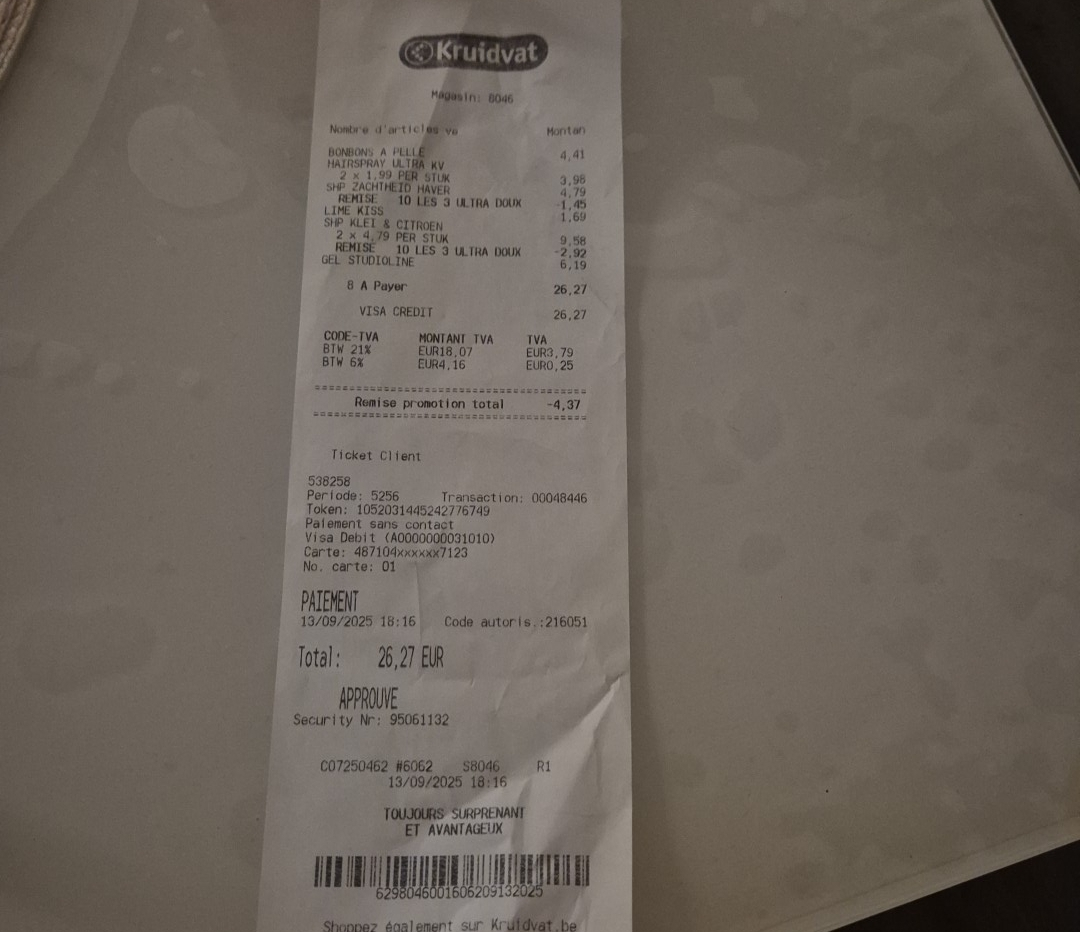 Kruidvat
Magasin: 8046
Nombre d'articles ve Montan
BONBONS A PELLE 4,41
HAIRSPRAY ULTRA KV
2 x 1,99 PER STUK 3,98
SHP ZACHTHEID HAVER 4,79
REMISE 10 LES 3 ULTRA DOUX -1,45
LIME KISS 1,69
SHP KLEI & CITROEN
2 x 4,79 PER STUK 9,58
REMISE 10 LES 3 ULTRA DOUX -2,92
GEL STUDIOLINE 6,19
8 A Payer 26,27
VISA CREDIT 26,27
CODE-TVA MONTANT TVA TVA
BTW 21% EUR18,07 EUR3,79
BTW 6% EUR4,16 EUR0,25
Remise promotion total -4,37
Ticket Client
538258
Periode: 5256 Transaction: 00048446
Token: 1052031445242776749
Paiement sans contact
Visa Debit (A0000000031010)
Carte: 487104xxxxxx7123
No. carte: 01
PAIEMENT
13/09/2025 18:16 Code autoris.:216051
Total: 26,27 EUR
APPROUVE
Security Nr: 95061132
C07250462 #6062 S8046 R1
13/09/2025 18:16
TOUJOURS SURPRENANT
ET AVANTAGEUX
6298046001606209132025
Shoppez également sur Kruidvat.be